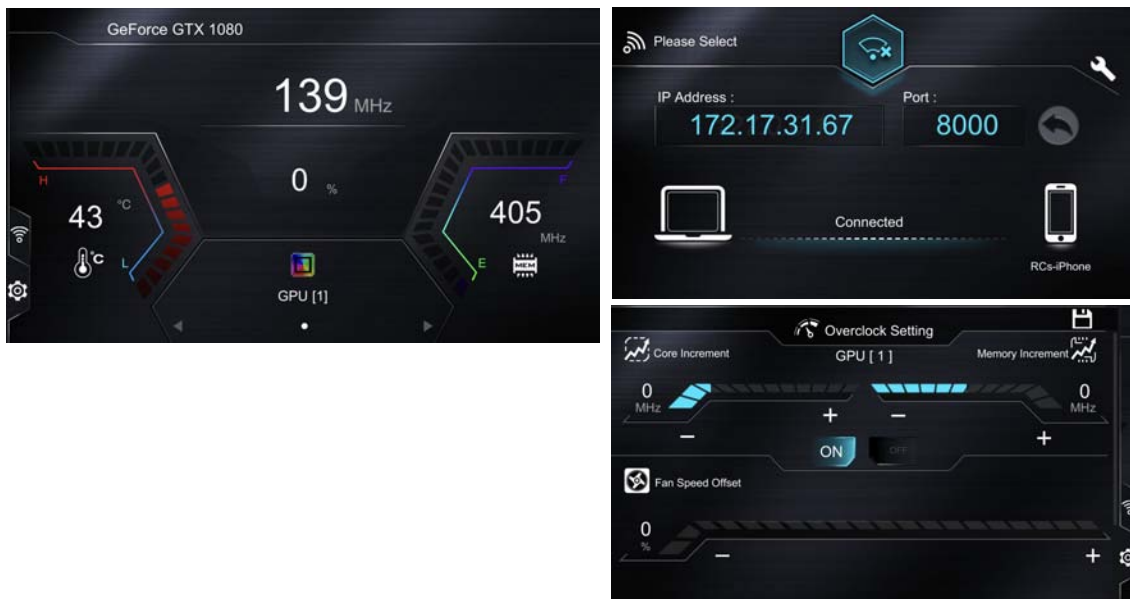 GeForce GTX 1080
139 MHz
0 %
H
F
43 °C
405
MHz
°C
L
E
MEM
GPU [1]
Please Select
IP Address :
Port :
172.17.31.67
8000
Connected
RCs-iPhone
Overclock Setting
Core Increment
GPU [ 1 ]
Memory Increment
0
MHz
0
MHz
+
−
−
+
ON
OFF
Fan Speed Offset
0
%
−
+